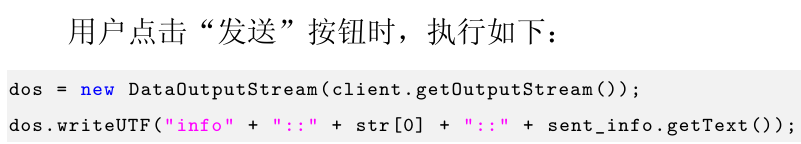 用户点击“发送”按钮时，执行如下：
dos = new DataOutputStream(client.getOutputStream());
dos.writeUTF("info" + "::" + str[0] + "::" + sent_info.getText());